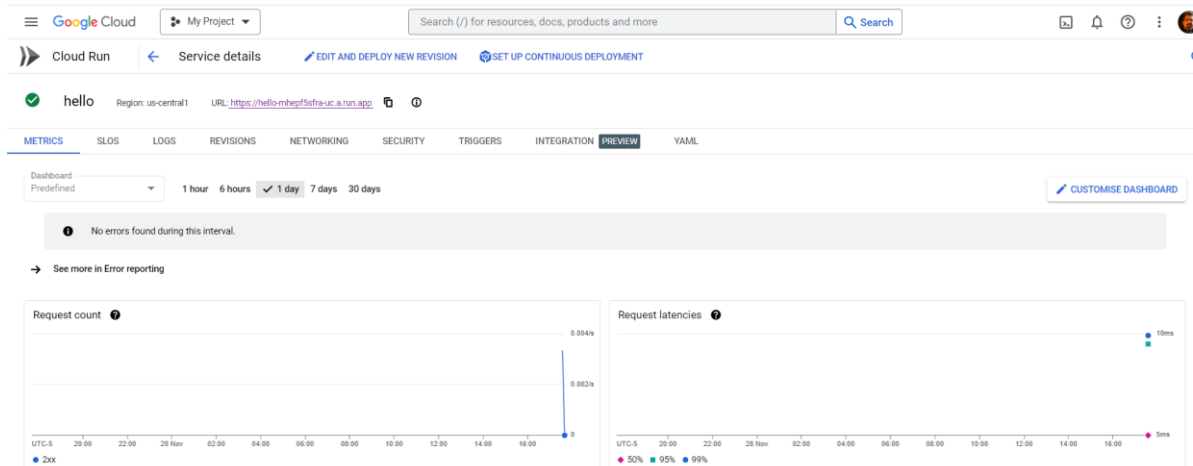 Google Cloud My Project Search (/) for resources, docs, products and more Search
Cloud Run Service details EDIT AND DEPLOY NEW REVISION SET UP CONTINUOUS DEPLOYMENT
hello Region: us-central1 URL: https://hello-mhepf5sfra-uc.a.run.app
METRICS SLOS LOGS REVISIONS NETWORKING SECURITY TRIGGERS INTEGRATION PREVIEW YAML
Dashboard
Predefined 1 hour 6 hours 1 day 7 days 30 days CUSTOMISE DASHBOARD
No errors found during this interval.
See more in Error reporting
Request count
0.004/s
0.002/s
0
UTC-5 20:00 22:00 28 Nov 02:00 04:00 06:00 08:00 10:00 12:00 14:00 16:00
2xx
Request latencies
10ms
5ms
UTC-5 20:00 22:00 28 Nov 02:00 04:00 06:00 08:00 10:00 12:00 14:00 16:00
50% 95% 99%